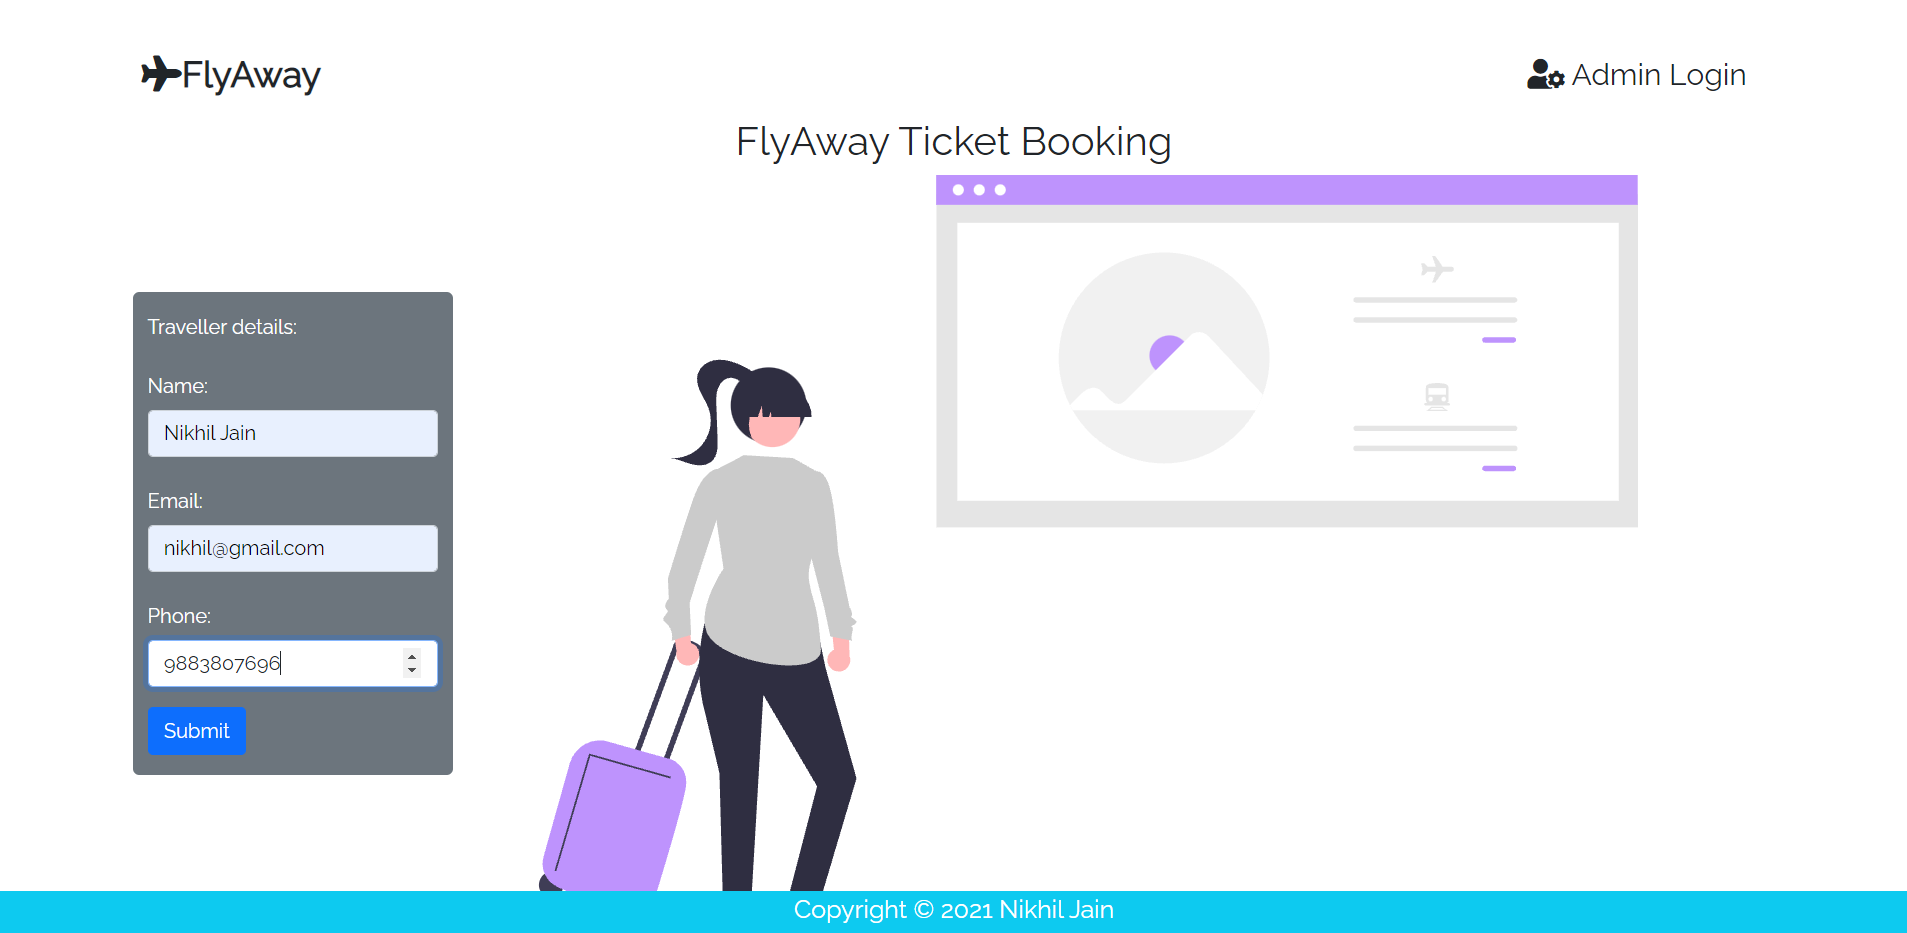 FlyAway
Admin Login
FlyAway Ticket Booking
Traveller details:
Name:
Nikhil Jain
Email:
nikhil@gmail.com
Phone:
9883807696
Submit
Copyright © 2021 Nikhil Jain